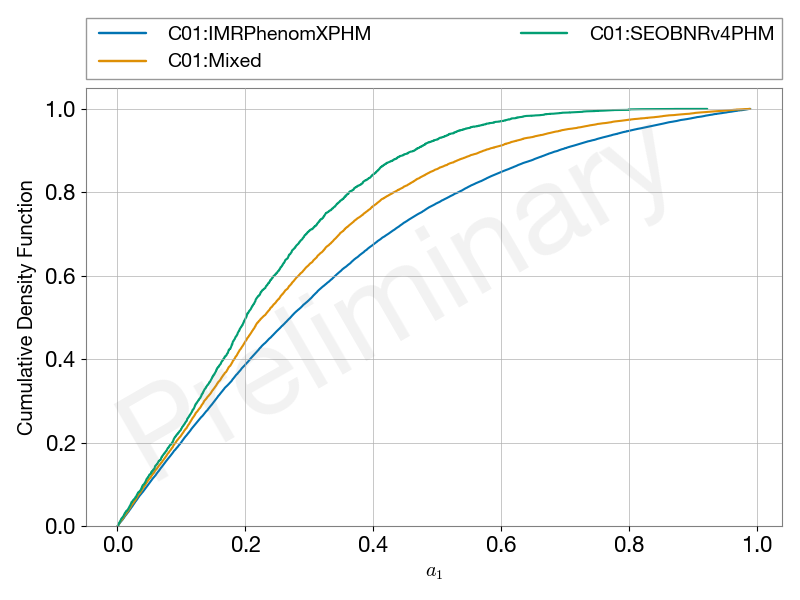 C01:IMRPhenomXPHM
C01:Mixed
C01:SEOBNRv4PHM
Cumulative Density Function
1.0
0.8
0.6
0.4
0.2
0.0
Preliminary
0.0 0.2 0.4 0.6 0.8 1.0
a₁